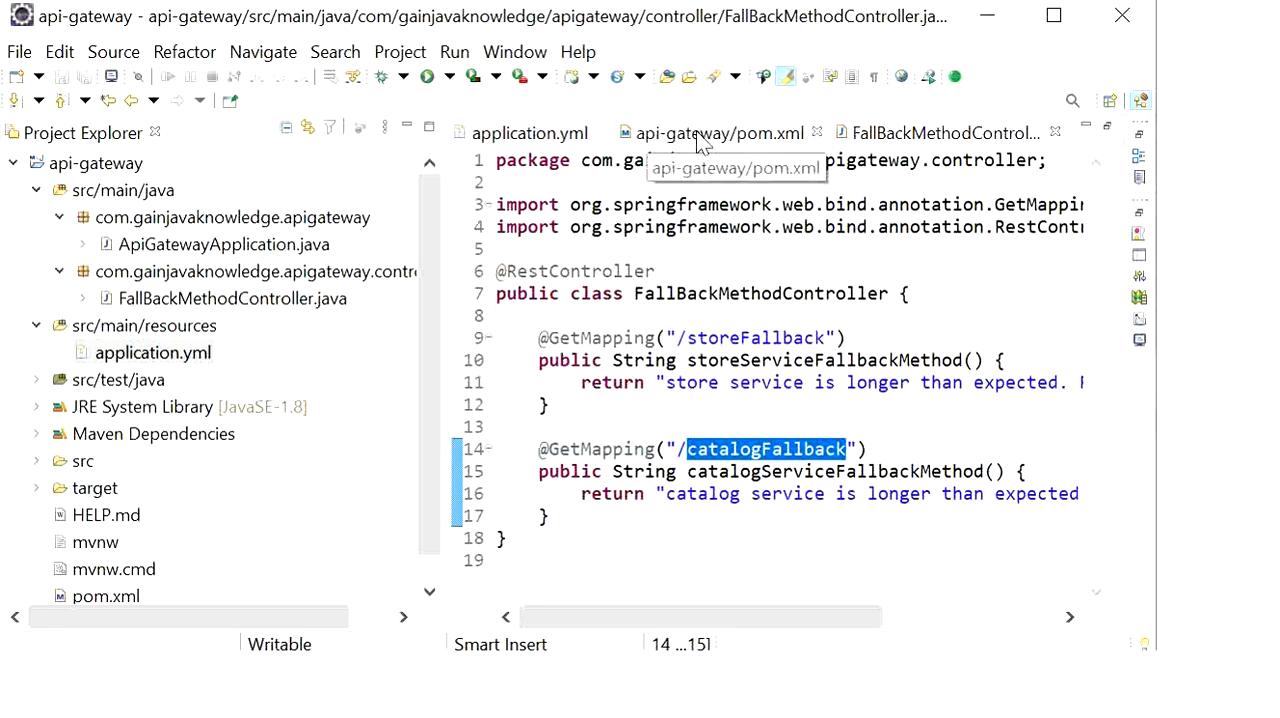 api-gateway - api-gateway/src/main/java/com/gainjavaknowledge/apigateway/controller/FallBackMethodController.ja...
File Edit Source Refactor Navigate Search Project Run Window Help
Project Explorer
application.yml
api-gateway/pom.xml
FallBackMethodControl...
api-gateway/pom.xml
api-gateway
src/main/java
com.gainjavaknowledge.apigateway
ApiGatewayApplication.java
com.gainjavaknowledge.apigateway.contr
FallBackMethodController.java
src/main/resources
application.yml
src/test/java
JRE System Library [JavaSE-1.8]
Maven Dependencies
src
target
HELP.md
mvnw
mvnw.cmd
pom.xml
1 package com.ga pigateway.controller;
2
3 import org.springframework.web.bind.annotation.GetMappin
4 import org.springframework.web.bind.annotation.RestContr
5
6 @RestController
7 public class FallBackMethodController {
8
9 @GetMapping("/storeFallback")
10 public String storeServiceFallbackMethod() {
11 return "store service is longer than expected.
12 }
13
14 @GetMapping("/catalogFallback")
15 public String catalogServiceFallbackMethod() {
16 return "catalog service is longer than expected
17 }
18 }
19
Writable
Smart Insert
14 ...15]